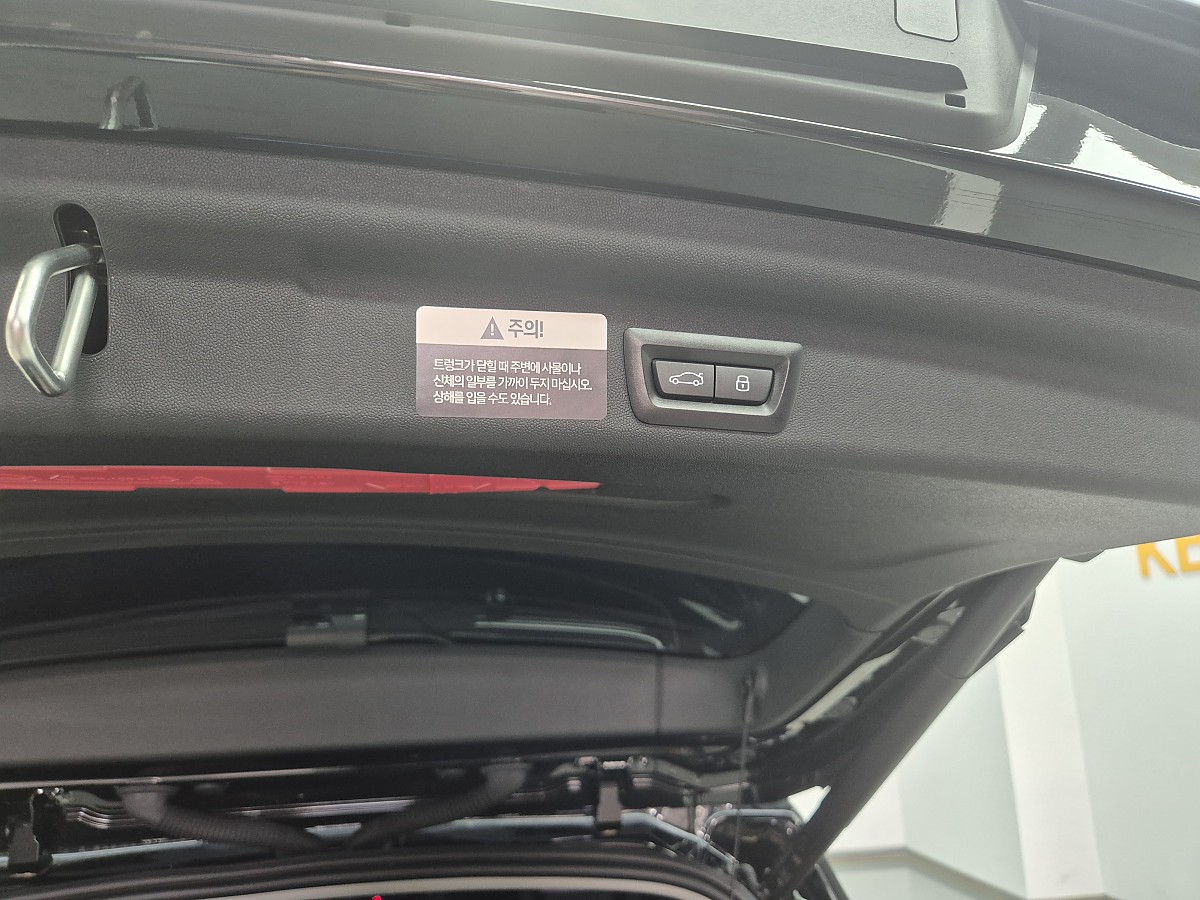 주의!
트렁크가 닫힐 때 주변에 사물이나
신체의 일부를 가까이 두지 마십시오.
상해를 입을 수도 있습니다.